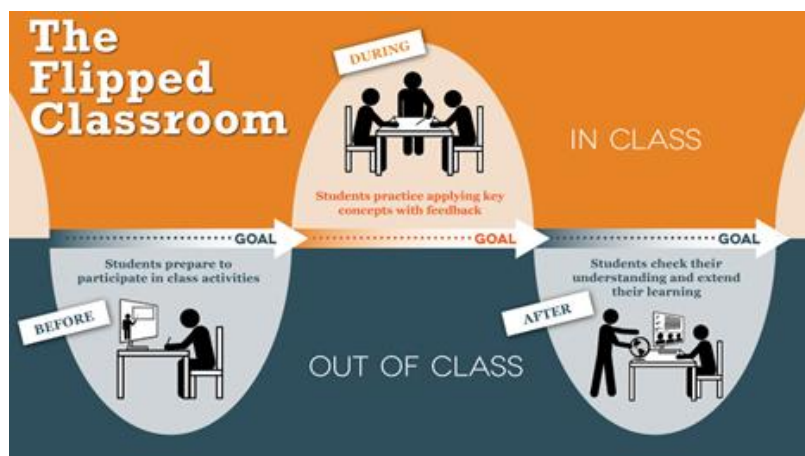 The
Flipped
Classroom
DURING
IN CLASS
Students practice applying key
concepts with feedback
GOAL
GOAL
GOAL
Students prepare to
participate in class activities
BEFORE
OUT OF CLASS
Students check their
understanding and extend
their learning
AFTER